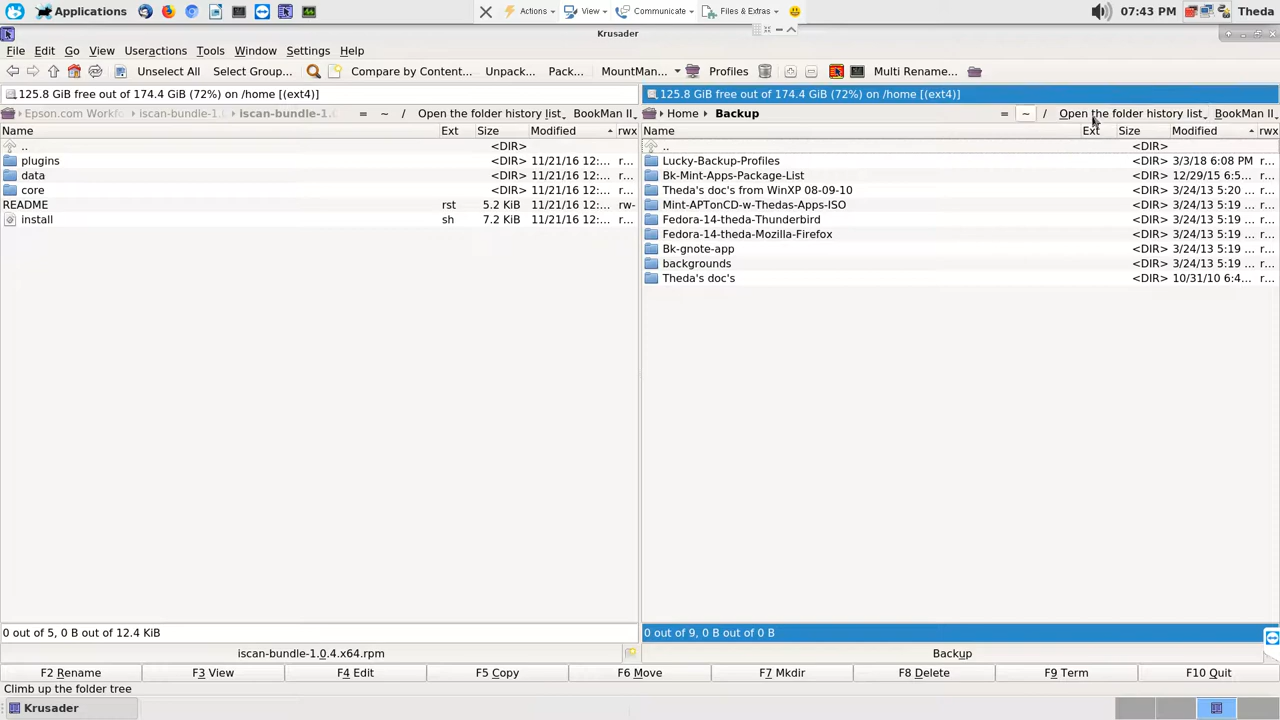 Applications
Actions View Communicate Files & Extras
07:43 PM Theda
Krusader
File Edit Go View Useractions Tools Window Settings Help
Unselect All Select Group... Compare by Content... Unpack... Pack... MountMan... Profiles Multi Rename...
125.8 GiB free out of 174.4 GiB (72%) on /home [(ext4)]
125.8 GiB free out of 174.4 GiB (72%) on /home [(ext4)]
Epson.com Workf iscan-bundle-1. iscan-bundle-1. = ~ / Open the folder history list BookMan II
Home Backup = ~ / Open the folder history list BookMan II
Name Ext Size Modified rwx
.. <DIR>
plugins <DIR> 11/21/16 12:... r...
data <DIR> 11/21/16 12:... r...
core <DIR> 11/21/16 12:... r...
README rst 5.2 KiB 11/21/16 12:... rw-
install sh 7.2 KiB 11/21/16 12:... r...
Name Ext Size Modified rwx
.. <DIR>
Lucky-Backup-Profiles <DIR> 3/3/18 6:08 PM r...
Bk-Mint-Apps-Package-List <DIR> 12/29/15 6:5... r...
Theda's doc's from WinXP 08-09-10 <DIR> 3/24/13 5:20 ... r...
Mint-APTonCD-w-Thedas-Apps-ISO <DIR> 3/24/13 5:19 ... r...
Fedora-14-theda-Thunderbird <DIR> 3/24/13 5:19 ... r...
Fedora-14-theda-Mozilla-Firefox <DIR> 3/24/13 5:19 ... r...
Bk-gnote-app <DIR> 3/24/13 5:19 ... r...
backgrounds <DIR> 3/24/13 5:19 ... r...
Theda's doc's <DIR> 10/31/10 6:4... r...
0 out of 5, 0 B out of 12.4 KiB
0 out of 9, 0 B out of 0 B
iscan-bundle-1.0.4.x64.rpm
Backup
F2 Rename F3 View F4 Edit F5 Copy F6 Move F7 Mkdir F8 Delete F9 Term F10 Quit
Climb up the folder tree
Krusader